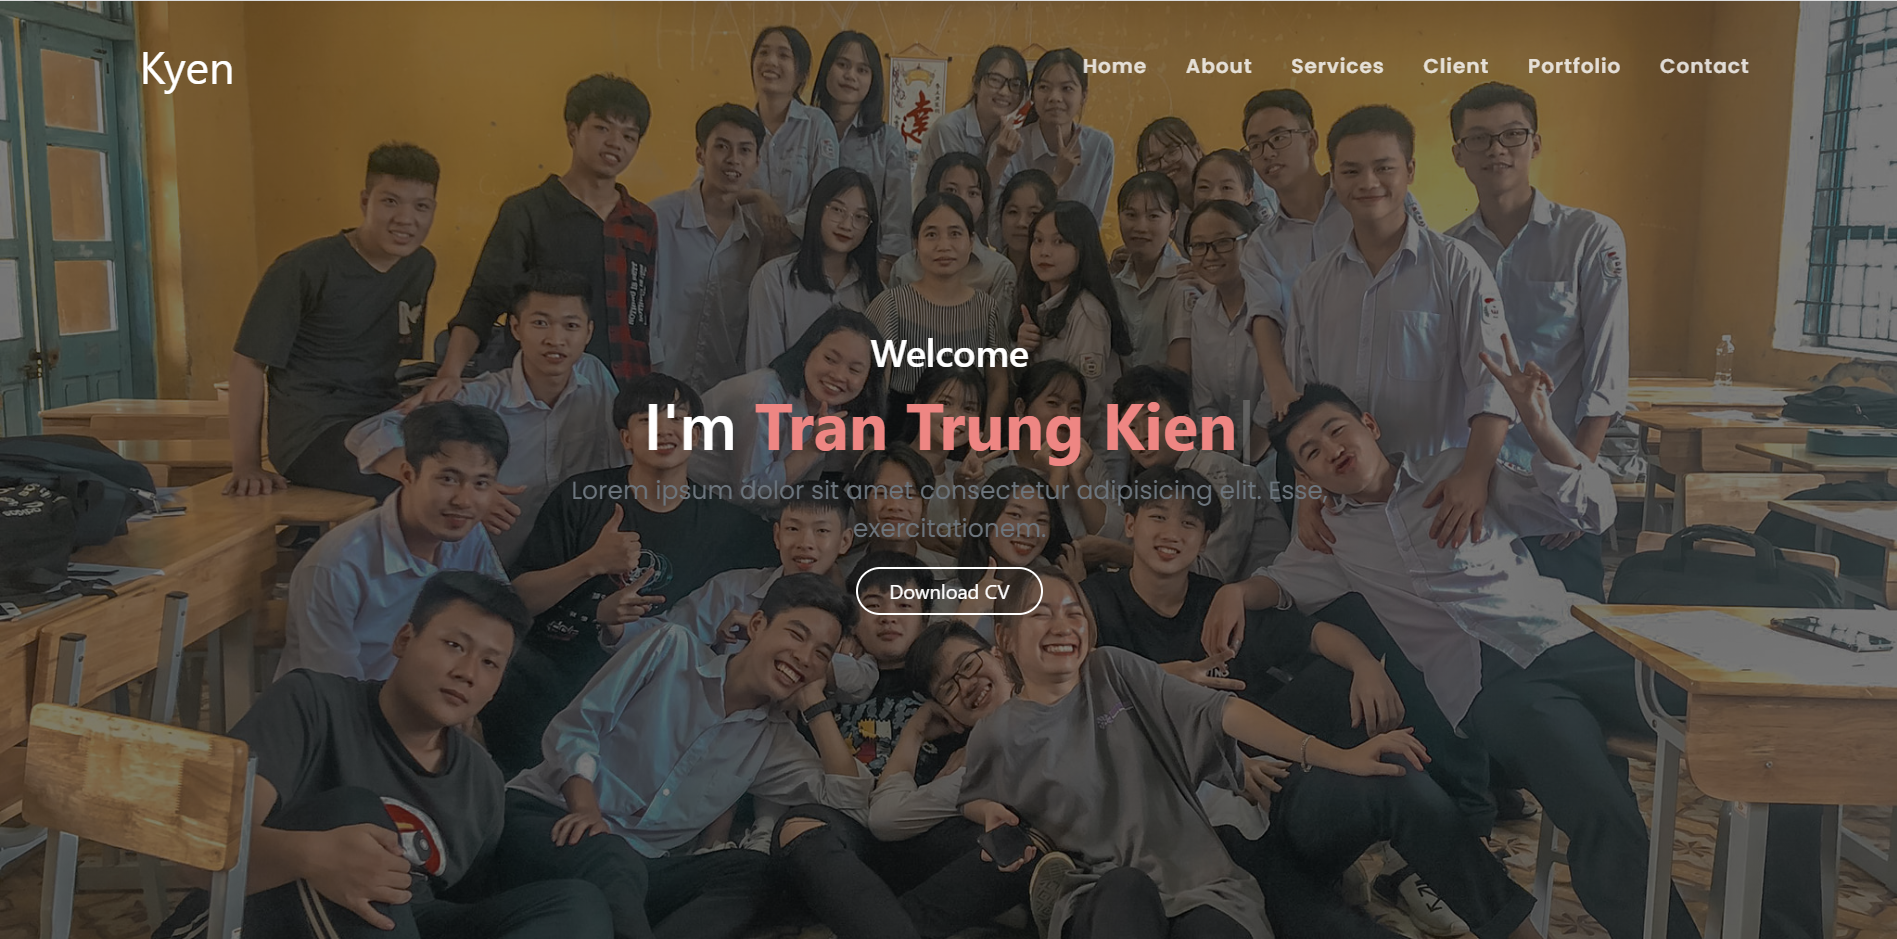 Kyen
Home About Services Client Portfolio Contact
達
Welcome
I'm Tran Trung Kien
Lorem ipsum dolor sit amet consectetur adipisicing elit. Esse,
exercitationem.
Download CV